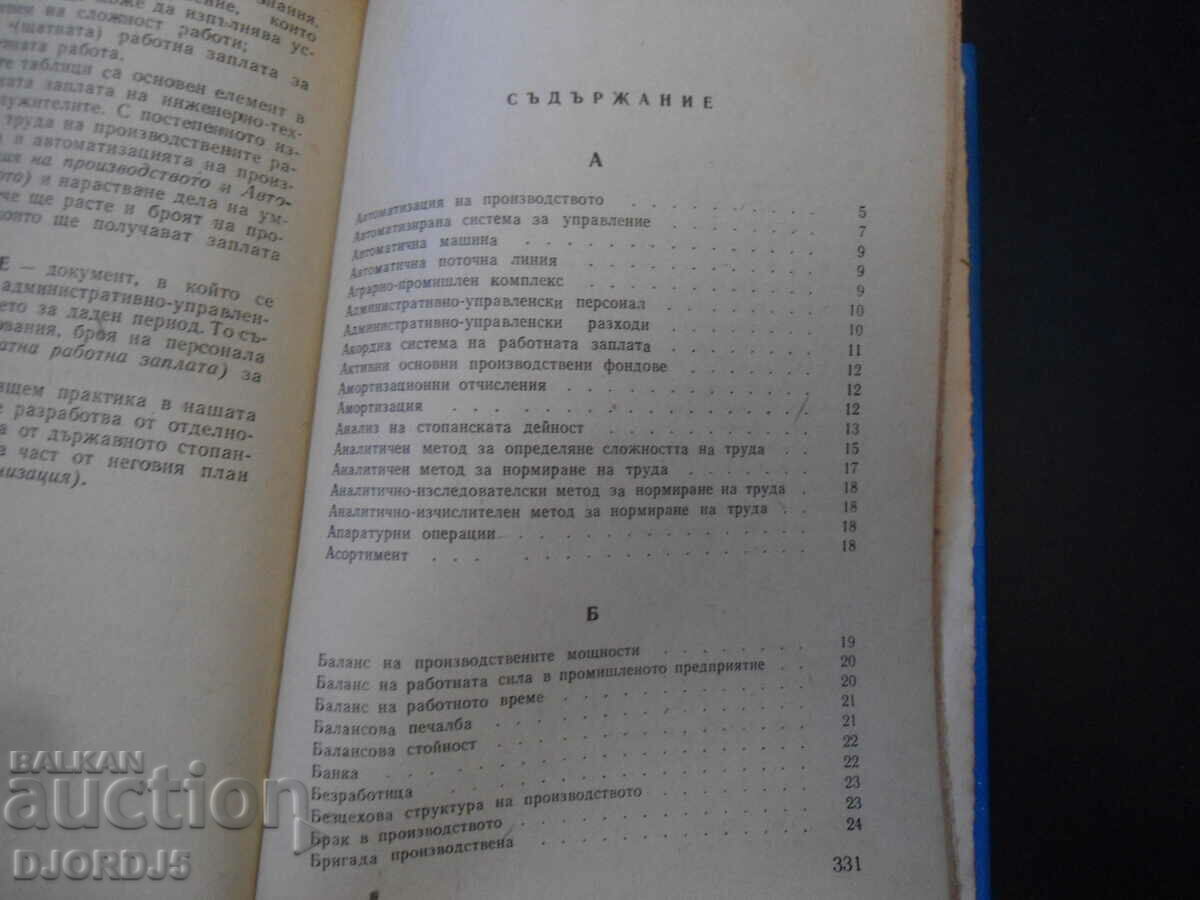 знания,
които
може да изпълнява ус-
на сложност работи;
(щатната) работна заплата за
работа.
те таблици са основен елемент в
заплата на инженерно-тех-
служителите. С постепенното из-
труда на производствените ра-
и автоматизацията на произ-
на производството и Авто-
и нарастване дела на ум-
че ще расте и броят на про-
които ще получават заплата
Е — документ, в който се
административно-управлен-
за даден период. То съ-
броя на персонала
работна заплата) за
практика в нашата
е разработва от отделно-
а от държавното стопан-
част от неговия план
СЪДЪРЖАНИЕ
А
Автоматизация на производството . . . . . . . 5
Автоматизирана система за управление . . . . . 7
Автоматична машина . . . . . . . . . . 9
Автоматична поточна линия . . . . . . . . 9
Аграрно-промишлен комплекс . . . . . . . . 9
Административно-управленски персонал . . . . . 10
Административно-управленски разходи . . . . . 10
Акордна система на работната заплата . . . . . 11
Активни основни производствени фондове . . . . 12
Амортизационни отчисления . . . . . . . . 12
Амортизация . . . . . . . . . . . . 12
Анализ на стопанската дейност . . . . . . . 13
Аналитичен метод за определяне сложността на труда . . 15
Аналитичен метод за нормиране на труда . . . . 17
Аналитично-изследователски метод за нормиране на труда . 18
Аналитично-изчислителен метод за нормиране на труда . . 18
Апаратурни операции . . . . . . . . . . 18
Асортимент . . . . . . . . . . . . 18
Б
Баланс на производствените мощности . . . . . 19
Баланс на работната сила в промишленото предприятие . . 20
Баланс на работното време . . . . . . . . 20
Балансова печалба . . . . . . . . . . 21
Балансова стойност . . . . . . . . . . 21
Банка . . . . . . . . . . . . . . 22
Безработица . . . . . . . . . . . . 22
Безцехова структура на производството . . . . . 23
Брак в производството . . . . . . . . . 23
Бригада производствена . . . . . . . . . 24
331
BALKAN
auction
DJORDJ5